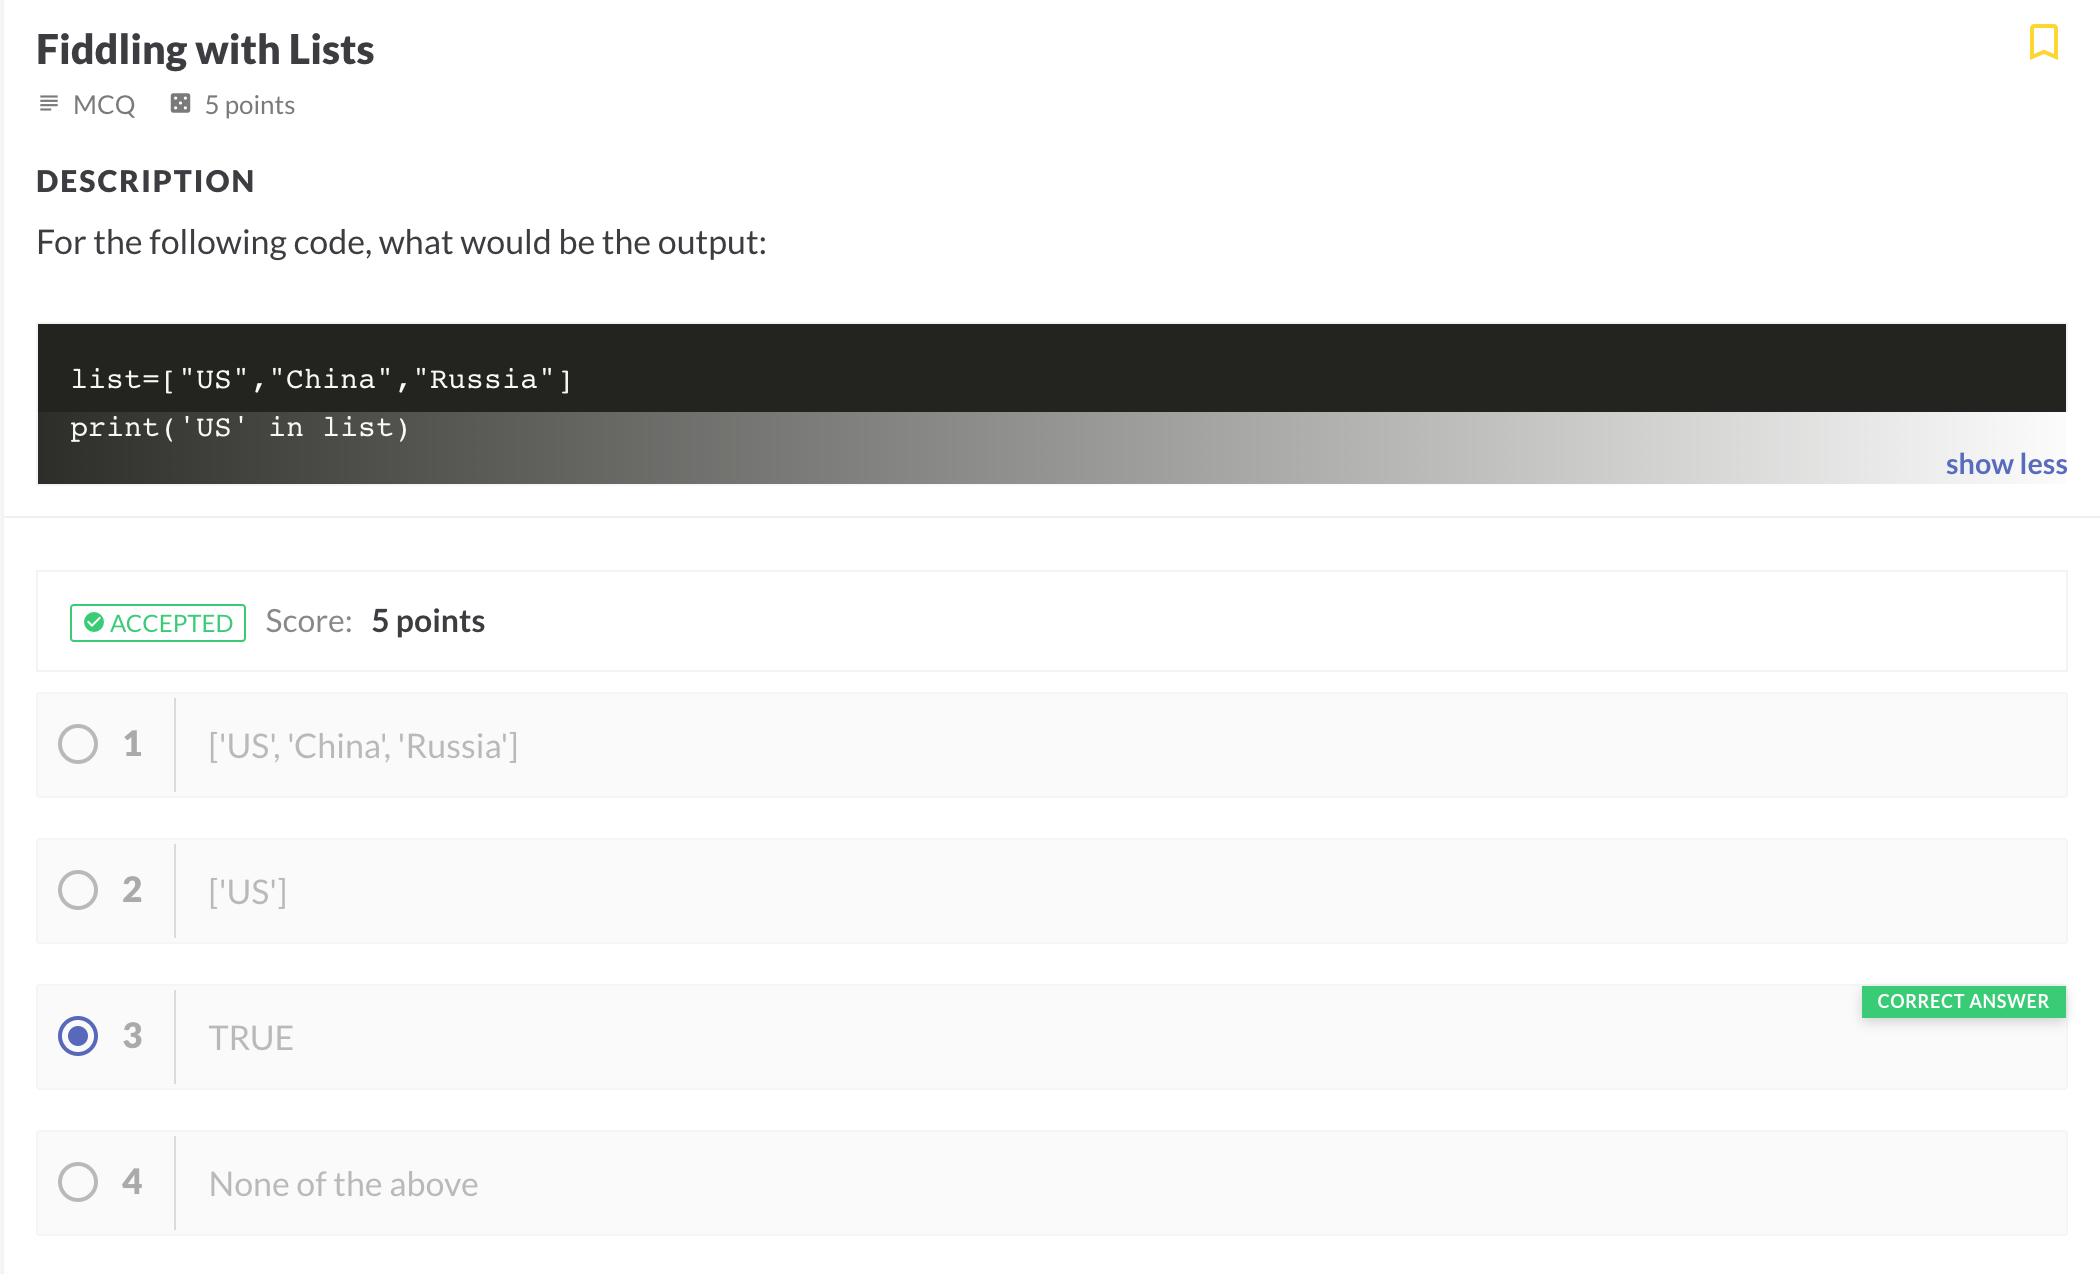 Fiddling with Lists
MCQ 5 points
DESCRIPTION
For the following code, what would be the output:
list=["US","China","Russia"]
print('US' in list)
show less
ACCEPTED Score: 5 points
1 ['US', 'China', 'Russia']
2 ['US']
CORRECT ANSWER
3 TRUE
4 None of the above